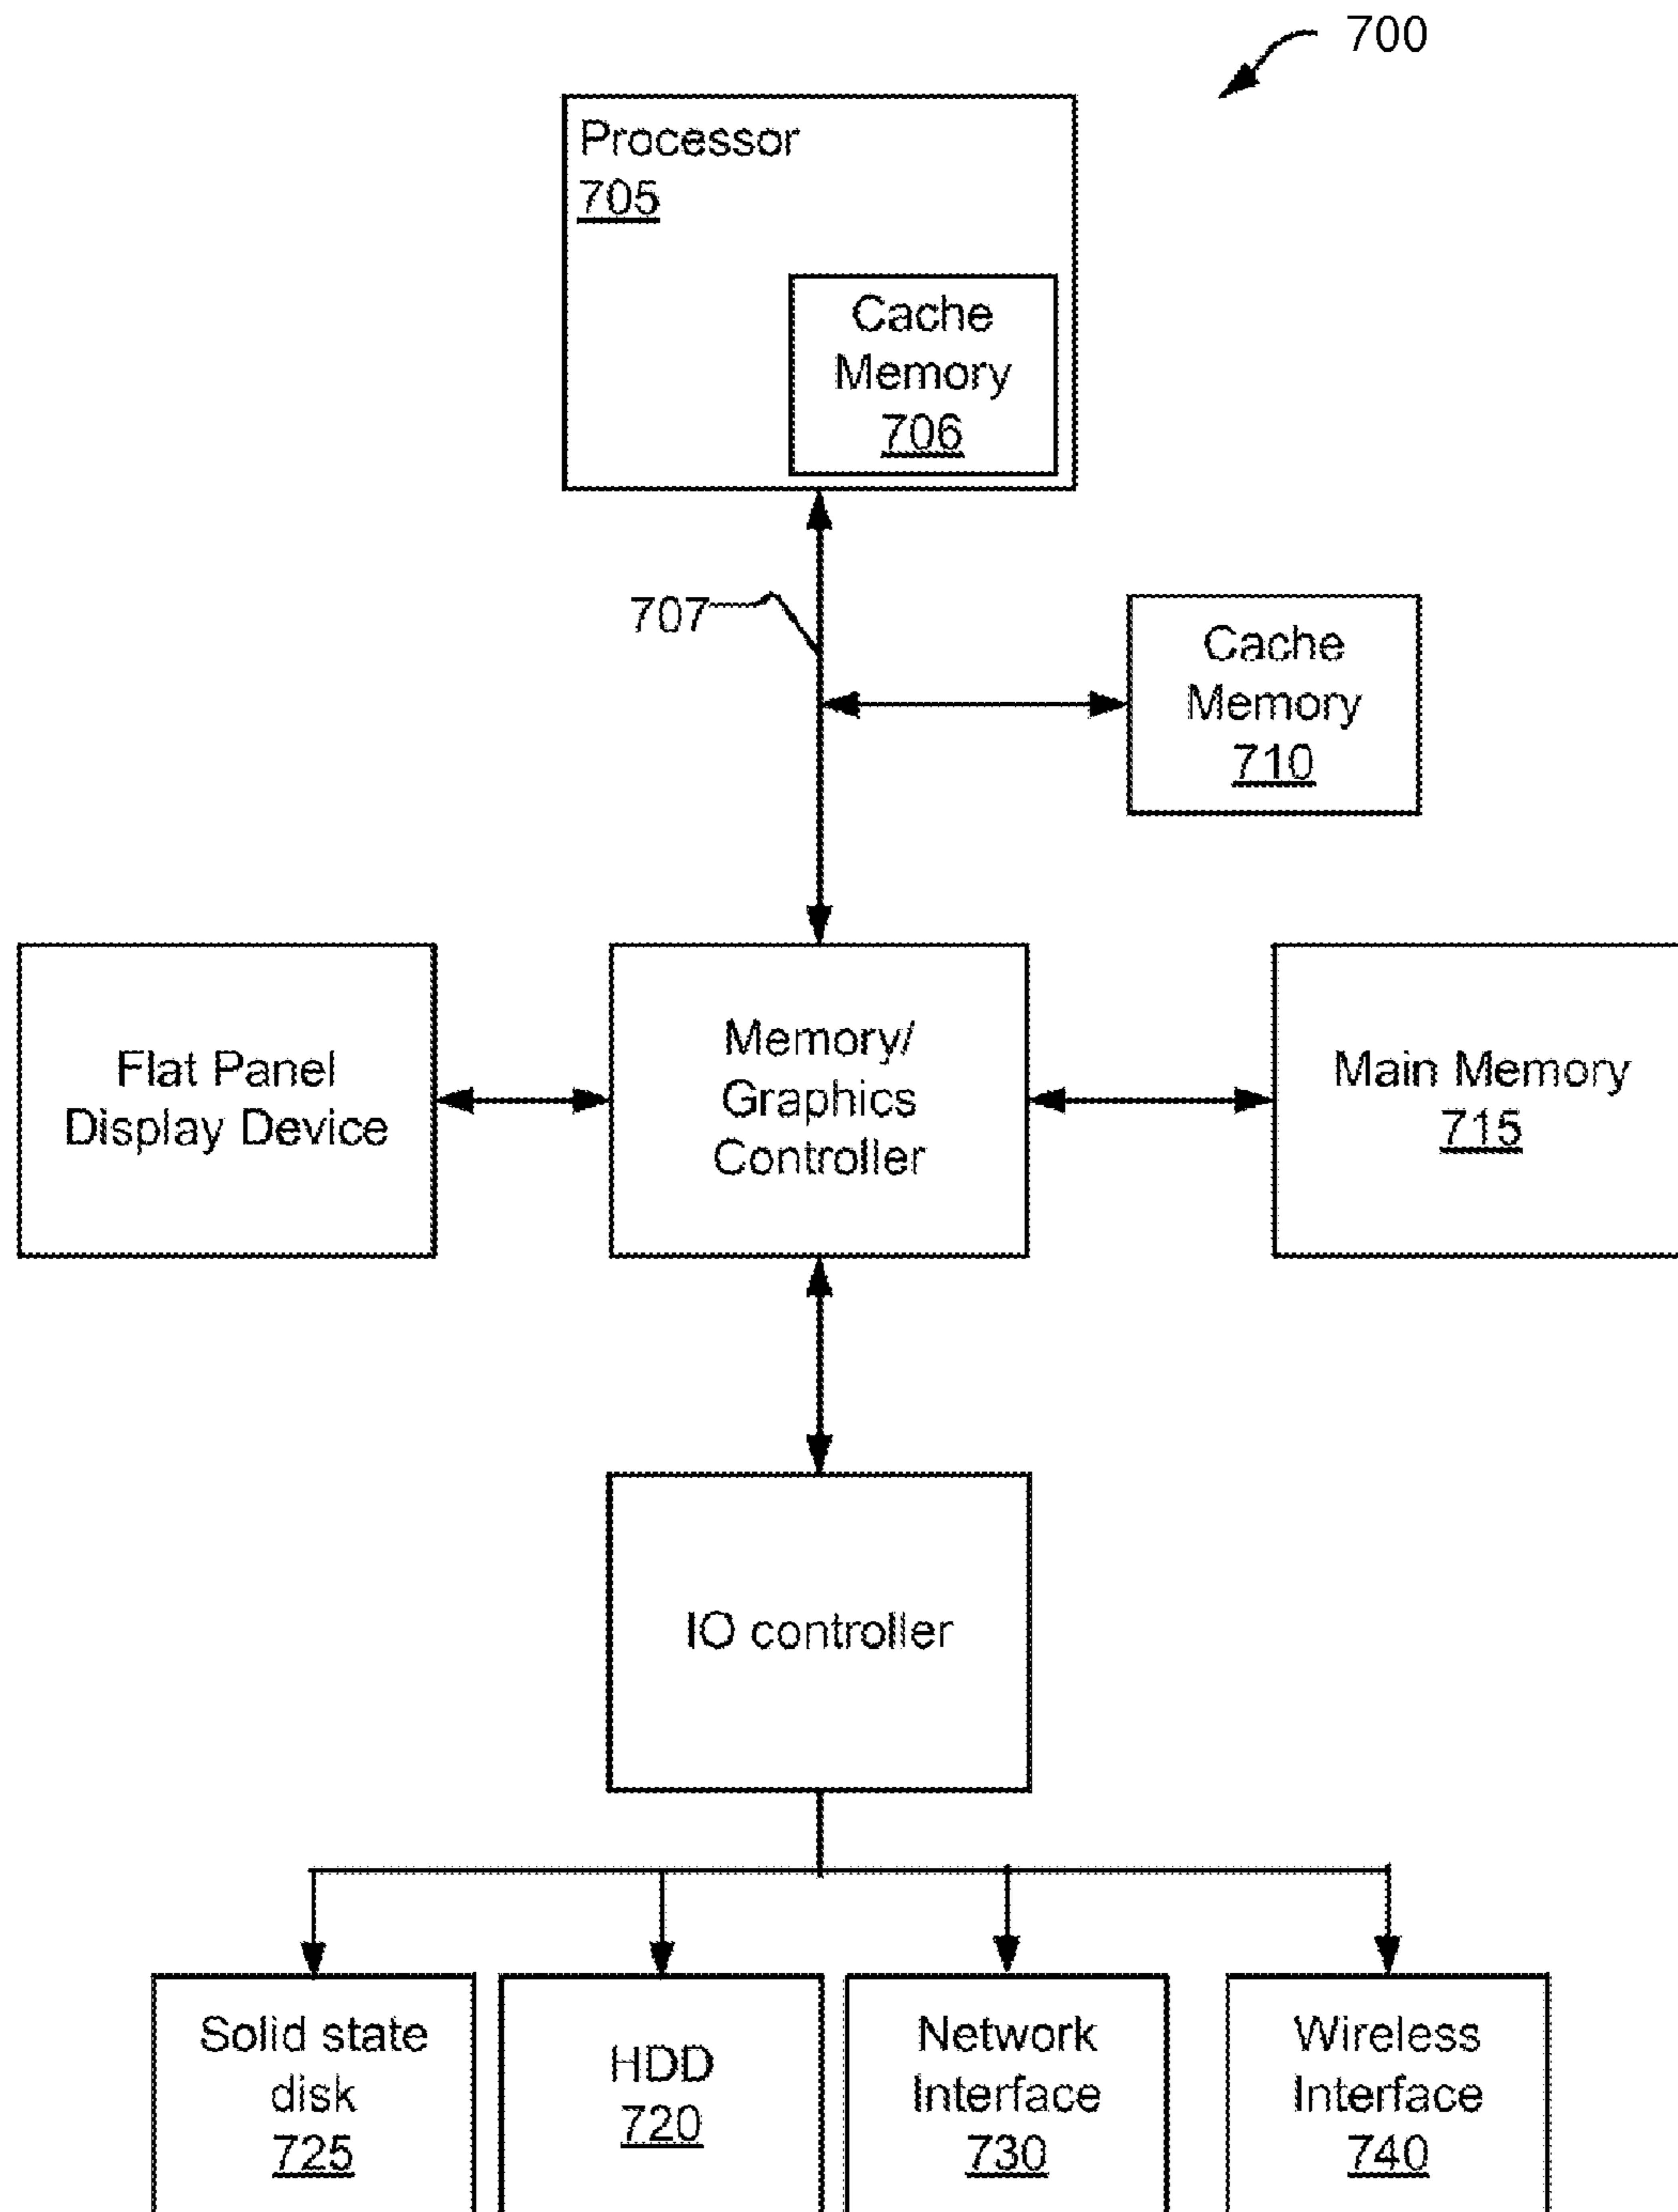 700
Processor
705
Cache
Memory
706
707
Cache
Memory
710
Flat Panel
Display Device
Memory/
Graphics
Controller
Main Memory
715
IO controller
Solid state
disk
725
HDD
720
Network
Interface
730
Wireless
Interface
740